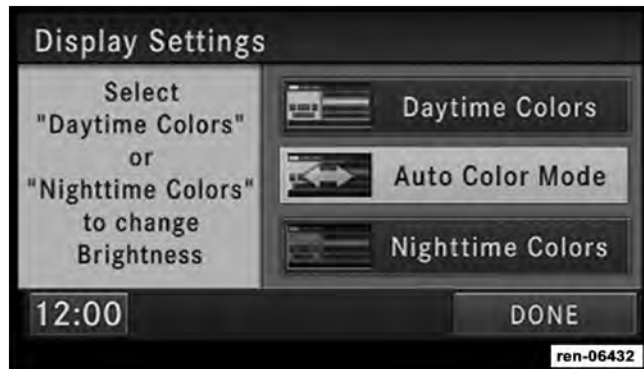 Display Settings
Select
"Daytime Colors"
or
"Nighttime Colors"
to change
Brightness
Daytime Colors
Auto Color Mode
Nighttime Colors
12:00
DONE
ren-06432